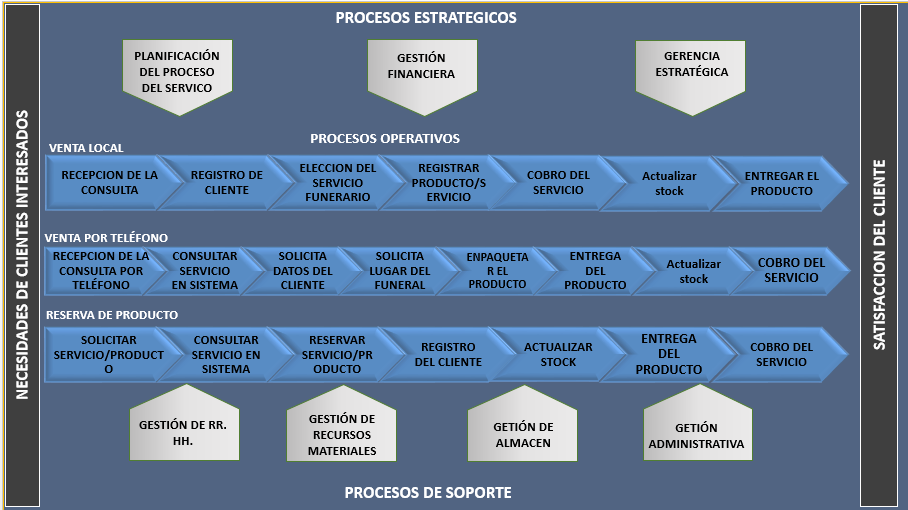 PROCESOS ESTRATEGICOS
PLANIFICACIÓN
DEL PROCESO
DEL SERVICO
GESTIÓN
FINANCIERA
GERENCIA
ESTRATÉGICA
NECESIDADES DE CLIENTES INTERESADOS
PROCESOS OPERATIVOS
VENTA LOCAL
RECEPCION DE LA
CONSULTA
REGISTRO DE
CLIENTE
ELECCION DEL
SERVICIO
FUNERARIO
REGISTRAR
PRODUCTO/S
ERVICIO
COBRO DEL
SERVICIO
Actualizar
stock
ENTREGAR EL
PRODUCTO
VENTA POR TELÉFONO
RECEPCION DE LA
CONSULTA POR
TELÉFONO
CONSULTAR
SERVICIO
EN SISTEMA
SOLICITA
DATOS DEL
CLIENTE
SOLICITA
LUGAR DEL
FUNERAL
ENPAQUETA
R EL
PRODUCTO
ENTREGA
DEL
PRODUCTO
Actualizar
stock
COBRO DEL
SERVICIO
RESERVA DE PRODUCTO
SOLICITAR
SERVICIO/PRODUCT
O
CONSULTAR
SERVICIO EN
SISTEMA
RESERVAR
SERVICIO/PR
ODUCTO
REGISTRO
DEL CLIENTE
ACTUALIZAR
STOCK
ENTREGA
DEL
PRODUCTO
COBRO DEL
SERVICIO
SATISFACCION DEL CLIENTE
GESTIÓN DE RR.
HH.
GESTIÓN DE
RECURSOS
MATERIALES
GETIÓN DE
ALMACEN
GETIÓN
ADMINISTRATIVA
PROCESOS DE SOPORTE